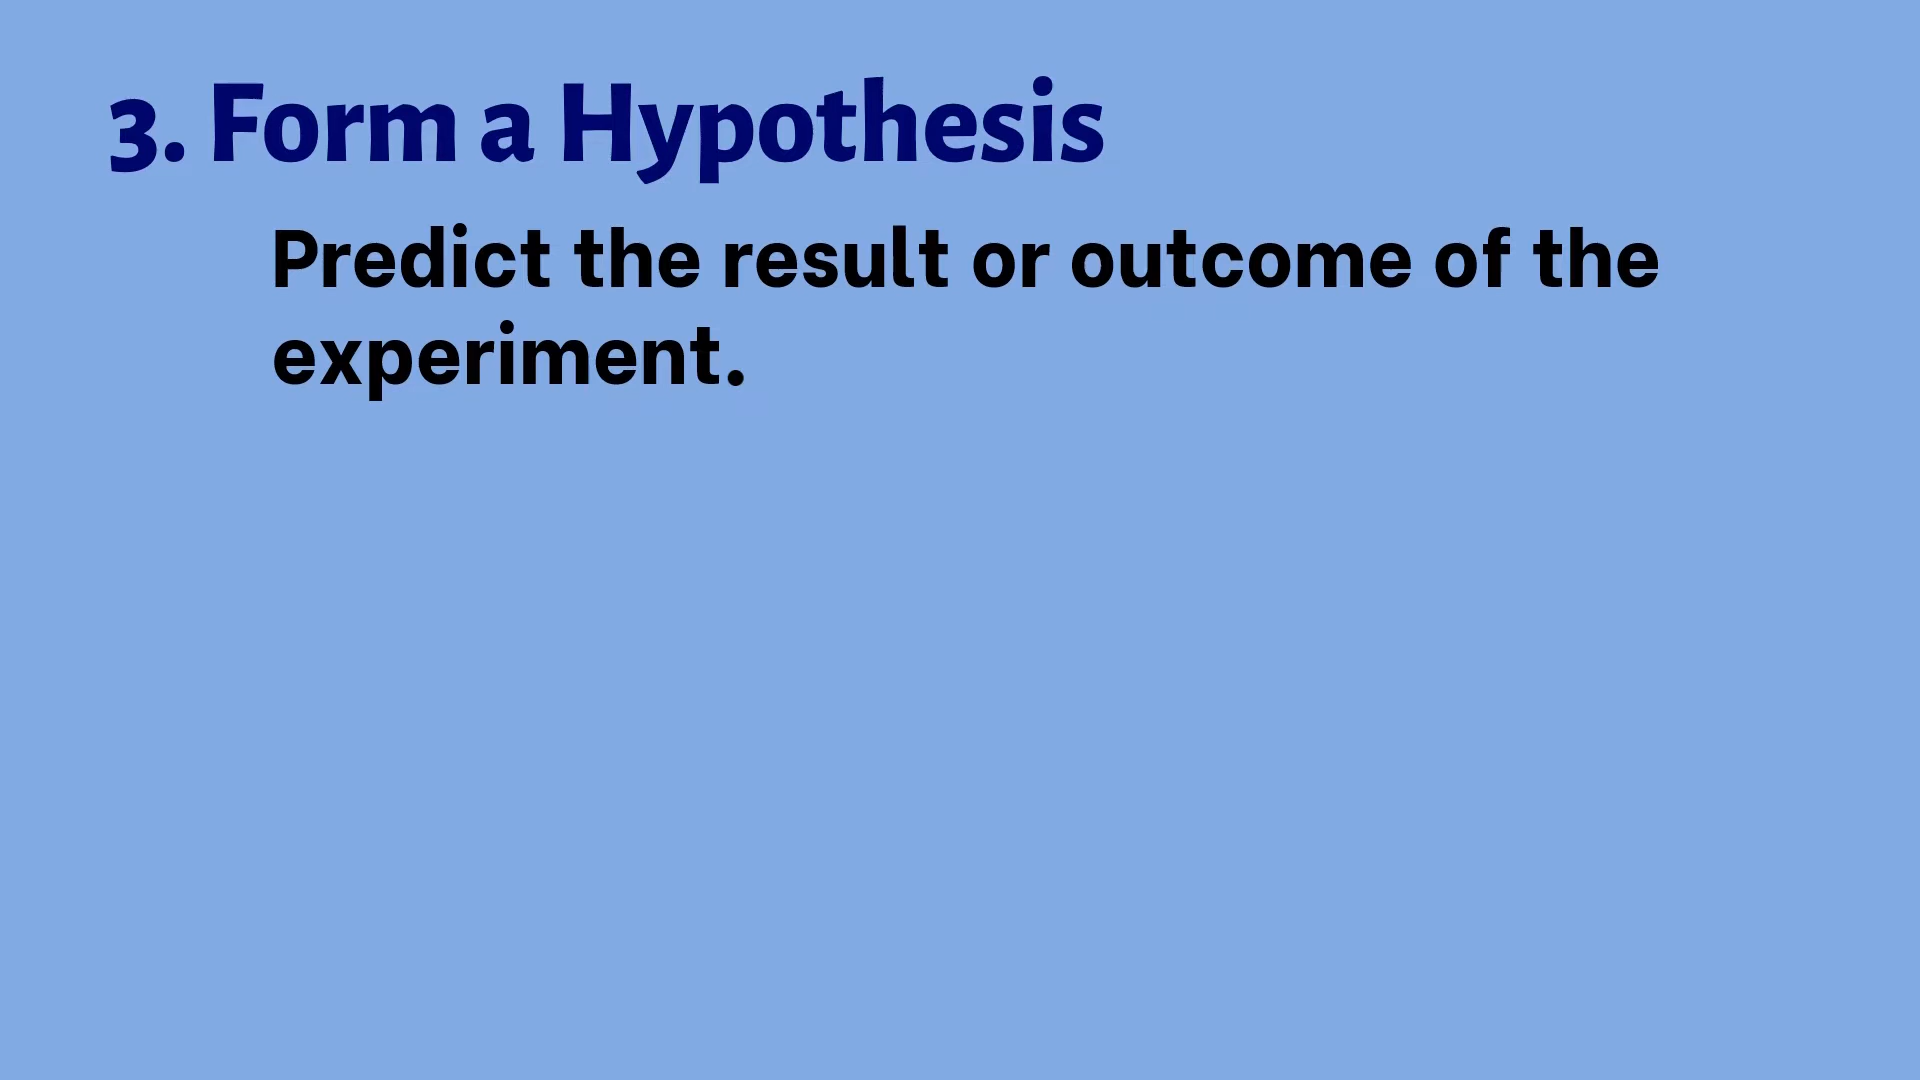 3. Form a Hypothesis
Predict the result or outcome of the
experiment.